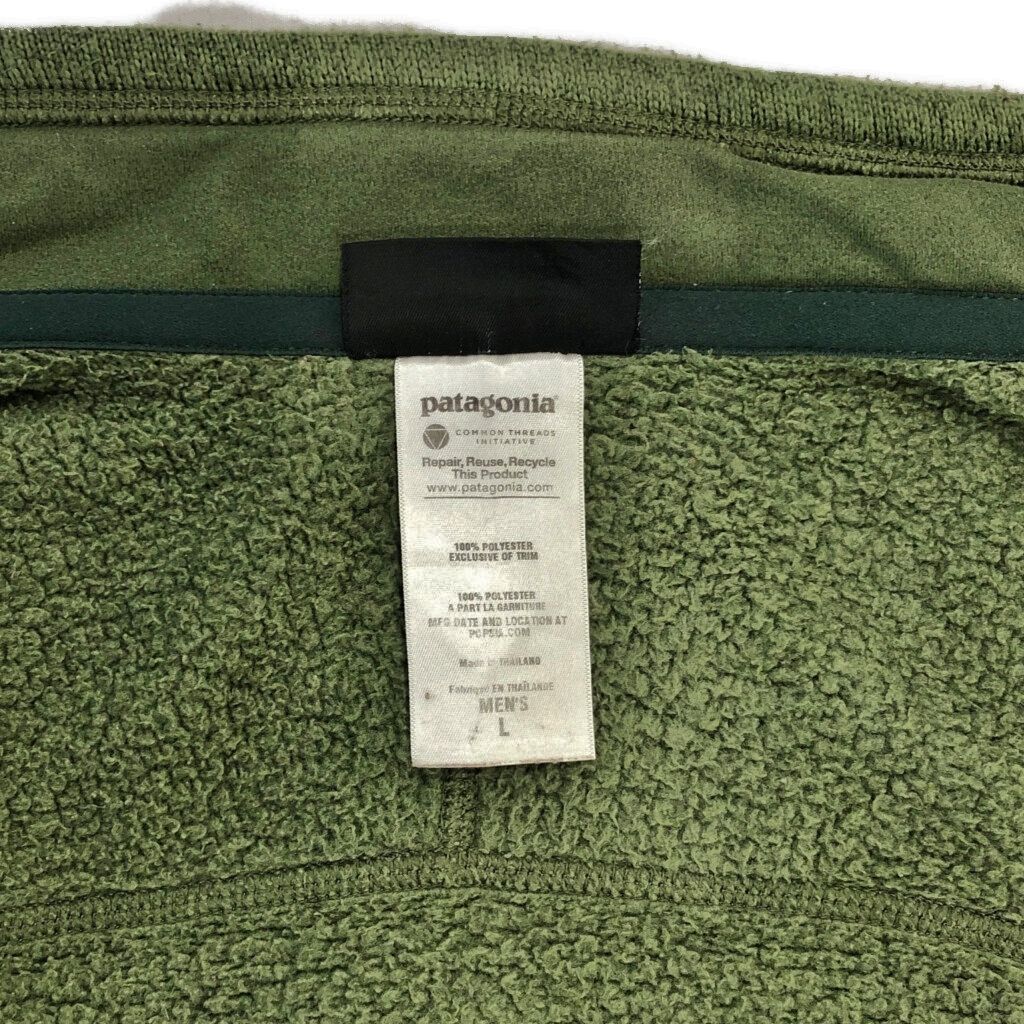 patagonia®
COMMON THREADS
INITIATIVE
Repair, Reuse, Recycle
This Product
www.patagonia.com
100% POLYESTER
EXCLUSIVE OF TRIM
100% POLYESTER
À PART LA GARNITURE
MFG DATE AND LOCATION AT
PCPSIA.COM
Made in THAILAND
Fabriqué EN THAÏLANDE
MEN'S
L